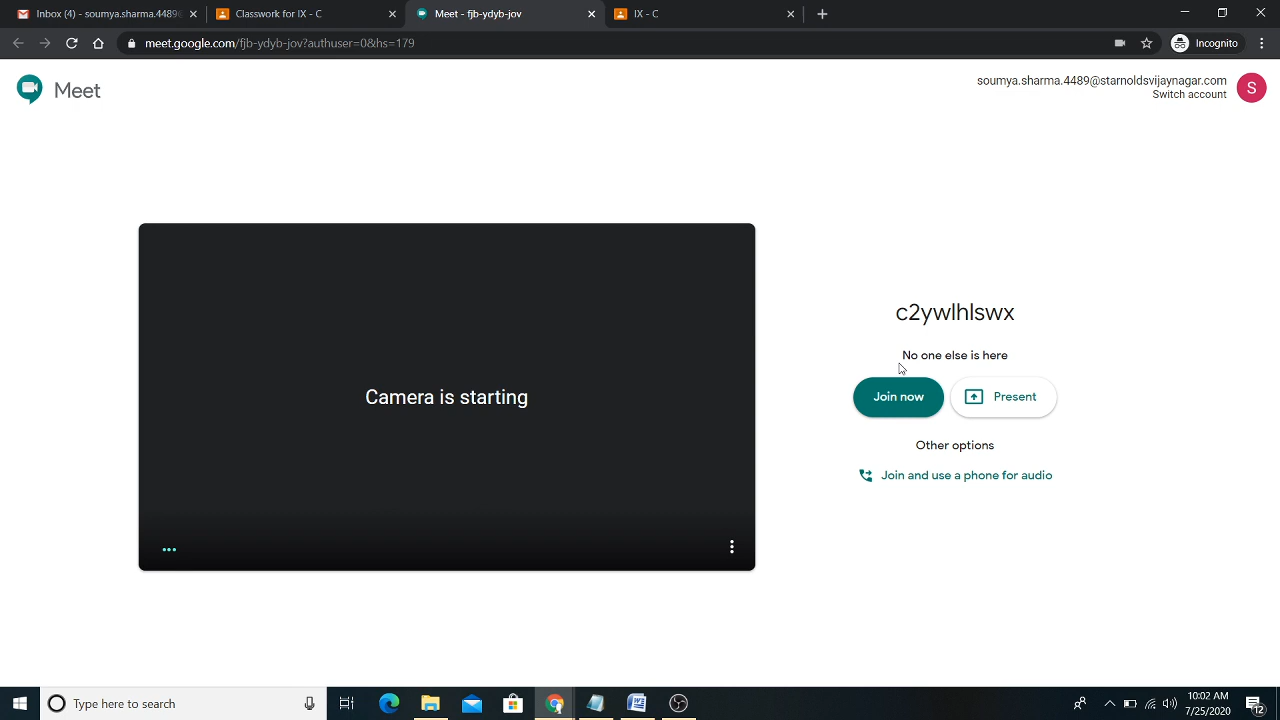 Inbox (4) - soumya.sharma.4489
Classwork for IX - C
Meet - fjb-ydyb-jov
IX - C
meet.google.com/fjb-ydyb-jov?authuser=0&hs=179
Incognito
Meet
soumya.sharma.4489@starnoldsvijaynagar.com
Switch account
S
Camera is starting
c2ywlhlswx
No one else is here
Join now
Present
Other options
Join and use a phone for audio
Type here to search
10:02 AM
7/25/2020
2